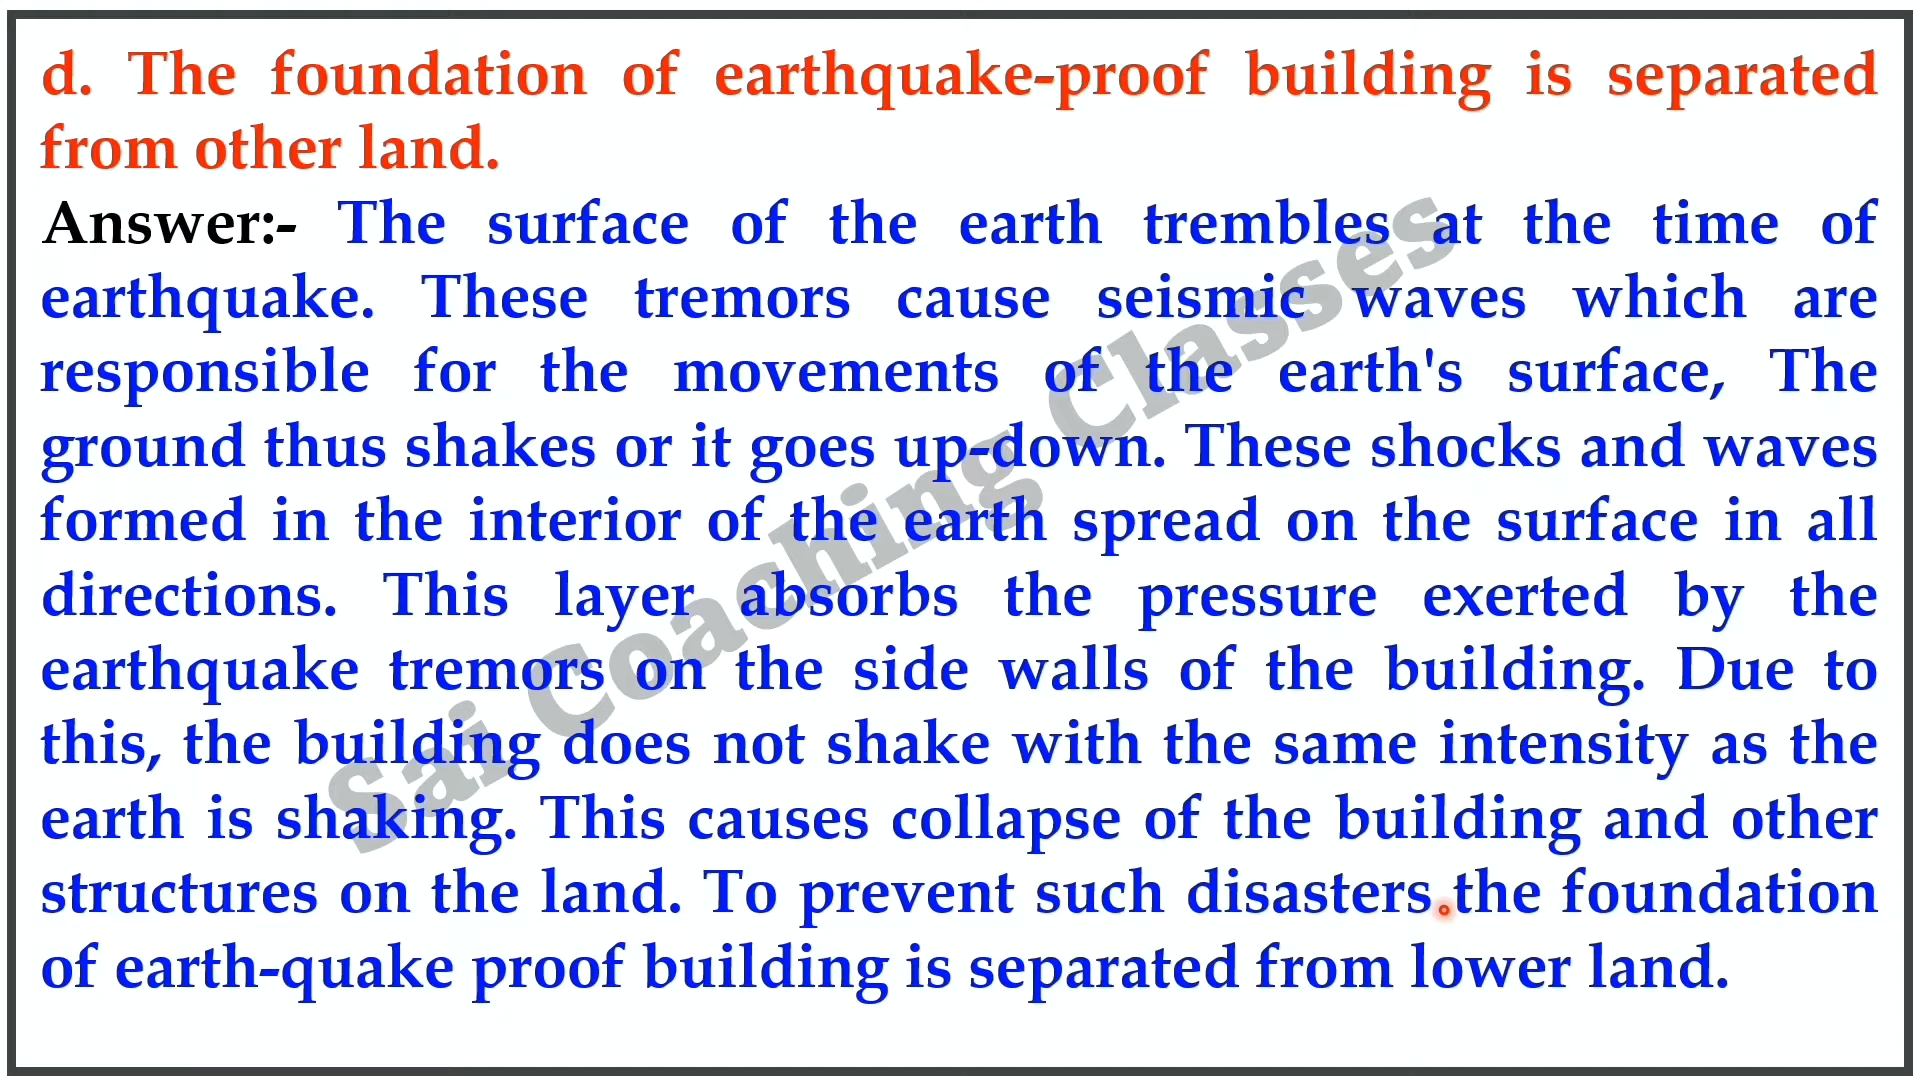 d. The foundation of earthquake-proof building is separated
from other land.
Answer:- The surface of the earth trembles at the time of
earthquake. These tremors cause seismic waves which are
responsible for the movements of the earth's surface, The
ground thus shakes or it goes up-down. These shocks and waves
formed in the interior of the earth spread on the surface in all
directions. This layer absorbs the pressure exerted by the
earthquake tremors on the side walls of the building. Due to
this, the building does not shake with the same intensity as the
earth is shaking. This causes collapse of the building and other
structures on the land. To prevent such disasters the foundation
of earth-quake proof building is separated from lower land.
Sai Coaching Classes